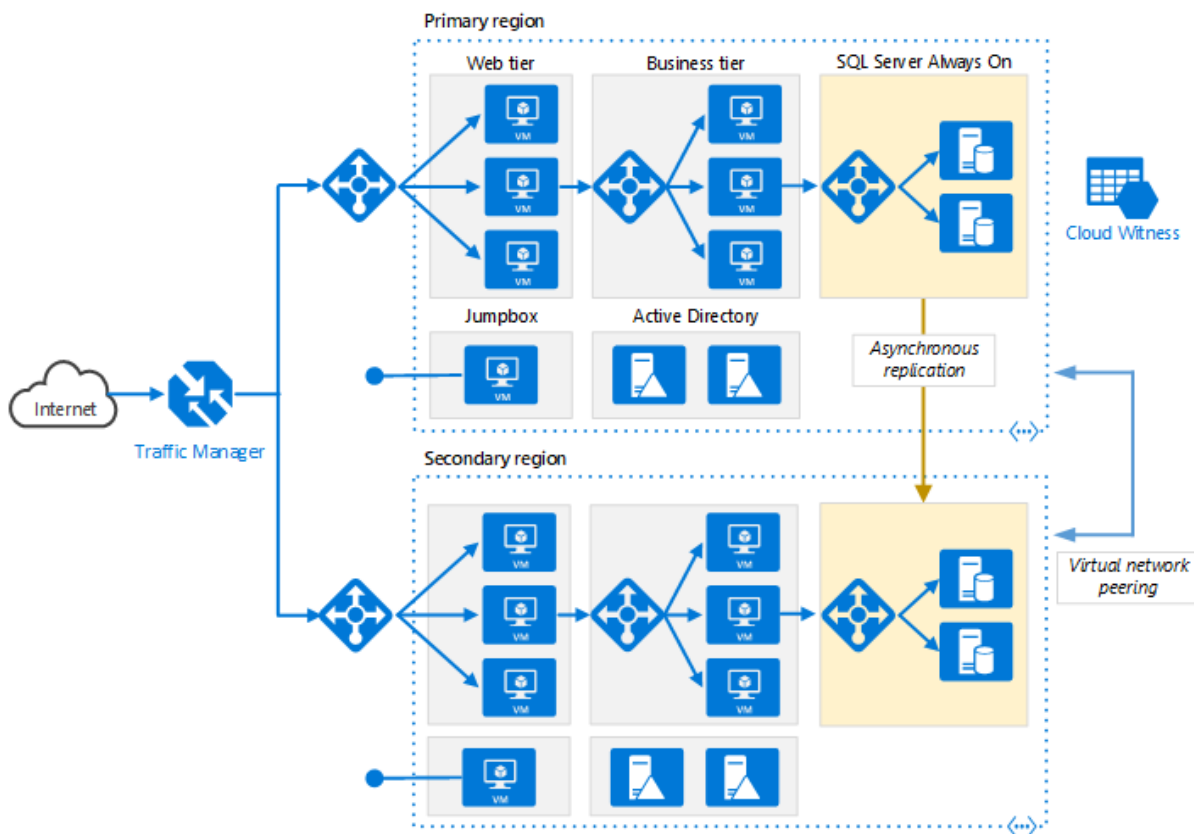 Primary region
Web tier
Business tier
SQL Server Always On
VM
VM
VM
VM
VM
VM
Cloud Witness
Jumpbox
Active Directory
VM
Asynchronous
replication
Internet
Traffic Manager
Secondary region
VM
VM
VM
VM
VM
VM
Virtual network
peering
VM